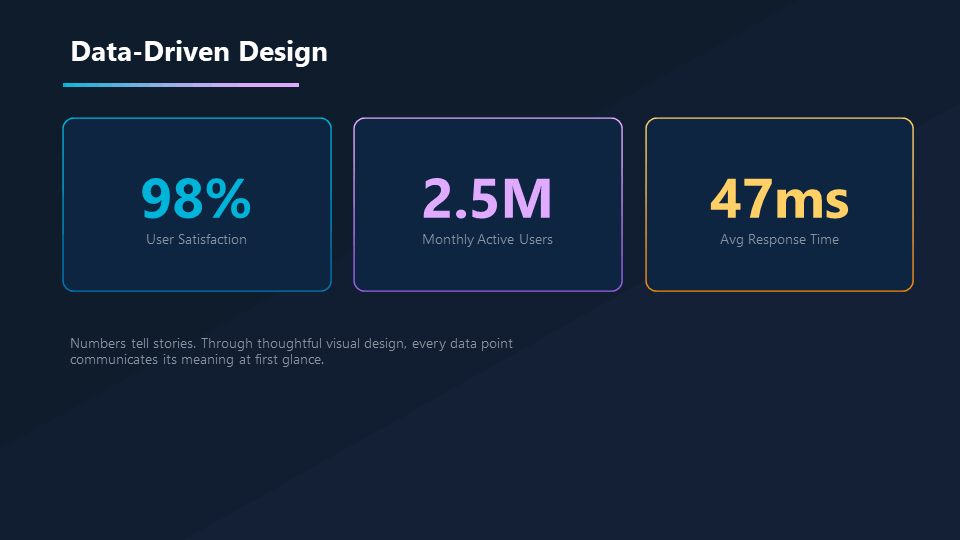 Data-Driven Design
98%
User Satisfaction
2.5M
Monthly Active Users
47ms
Avg Response Time
Numbers tell stories. Through thoughtful visual design, every data point
communicates its meaning at first glance.